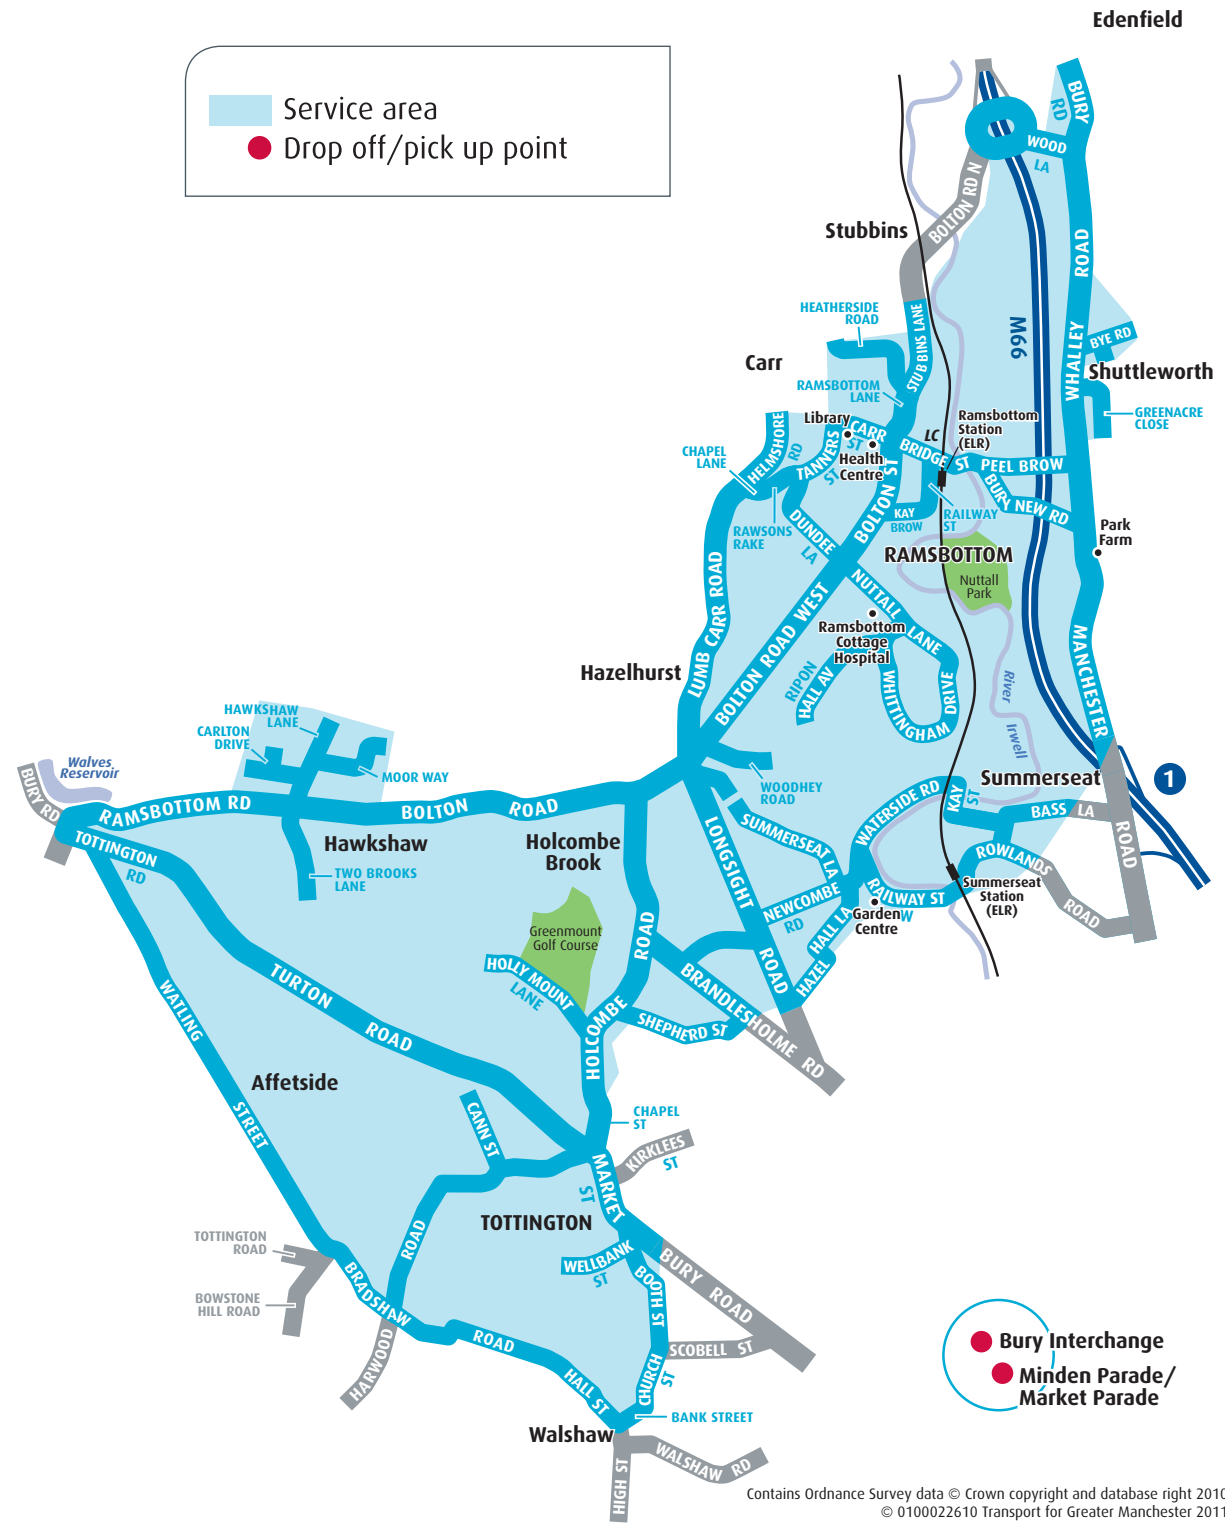 Edenfield
Service area
Drop off/pick up point
BURY
RD
WOOD
LA
BOLTON RD N
Stubbins
ROAD
WHALLEY
M66
HEATHERSIDE
ROAD
STUBBINS LANE
BYE RD
Carr
Shuttleworth
RAMSBOTTOM
LANE
GREENACRE
CLOSE
Library
CARR
ST
LC
Ramsbottom
Station
(ELR)
HELMSHORE
RD
TANNERS
ST
Health
Centre
BRIDGE
ST
PEEL BROW
CHAPEL
LANE
BURY NEW RD
BOLTON ST
KAY
BROW
RAILWAY
ST
RAWSONS
RAKE
DUNDEE
LA
Park
Farm
RAMSBOTTOM
Nuttall
Park
LUMB CARR ROAD
NUTTALL
LANE
Ramsbottom
Cottage
Hospital
BOLTON ROAD WEST
RIPON
HALL AV
WHITTINGHAM
DRIVE
MANCHESTER
ROAD
Hazelhurst
River
Irwell
HAWKSHAW
LANE
CARLTON
DRIVE
MOOR WAY
Walves
Reservoir
BURY RD
RAMSBOTTOM RD
BOLTON
ROAD
WOODHEY
ROAD
Summerseat
1
WATERSIDE RD
KAY
ST
BASS
LA
TOTTINGTON
RD
Hawkshaw
Holcombe
Brook
LONGSIGHT
ROAD
SUMMERSEAT LA
ROWLANDS
ROAD
TWO BROOKS
LANE
NEWCOMBE
RD
RAILWAY ST
W
Summerseat
Station
(ELR)
Garden
Centre
HAZEL
HALL LA
Greenmount
Golf Course
HOLLY MOUNT
LANE
HOLCOMBE
ROAD
BRANDLESHOLME
RD
SHEPHERD ST
WATLING
STREET
TURTON
ROAD
Affetside
CANN ST
CHAPEL
ST
KIRKLEES
ST
MARKET
ST
TOTTINGTON
TOTTINGTON
ROAD
BOWSTONE
HILL ROAD
WELLBANK
ST
BOOTH ST
BURY
ROAD
BRADSHAW
ROAD
HARWOOD
ROAD
SCOBELL
ST
HALL ST
CHURCH
ST
BANK STREET
Walshaw
HIGH ST
WALSHAW
RD
Bury Interchange
Minden Parade/
Market Parade
Contains Ordnance Survey data © Crown copyright and database right 2010
© 0100022610 Transport for Greater Manchester 2011